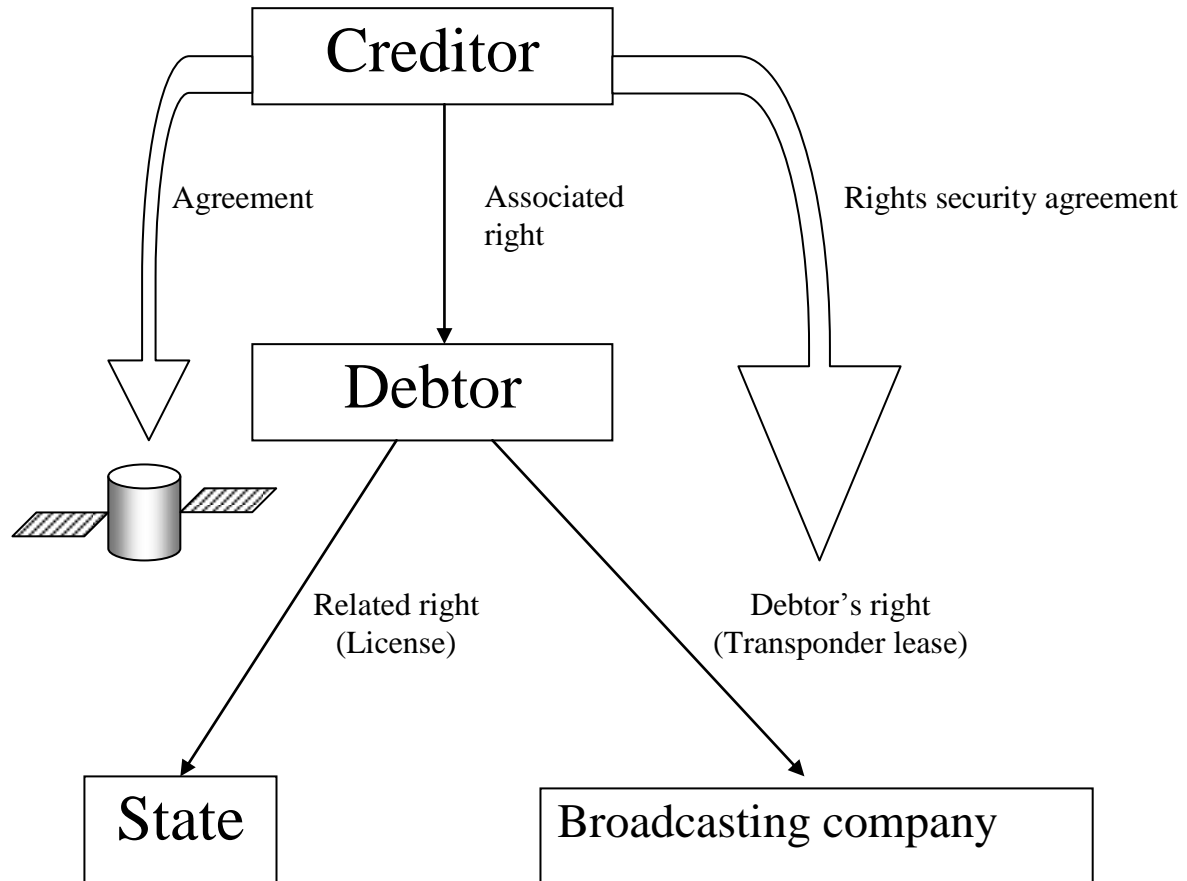 Creditor
Agreement
Associated
right
Rights security agreement
Debtor
Related right
(License)
Debtor’s right
(Transponder lease)
State
Broadcasting company